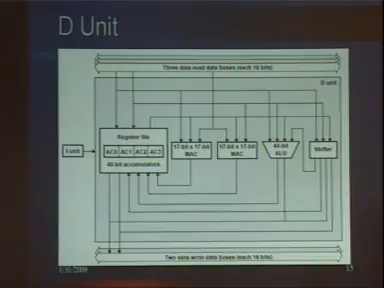 D Unit
Three data-read data buses (each 16 bits)
D unit
Register file
AC0 AC1 AC2 AC3
40-bit accumulators
17-bit x 17-bit
MAC
17-bit x 17-bit
MAC
40-bit
ALU
Shifter
I unit
Two data-write data buses (each 16 bits)
1/31/2009
15